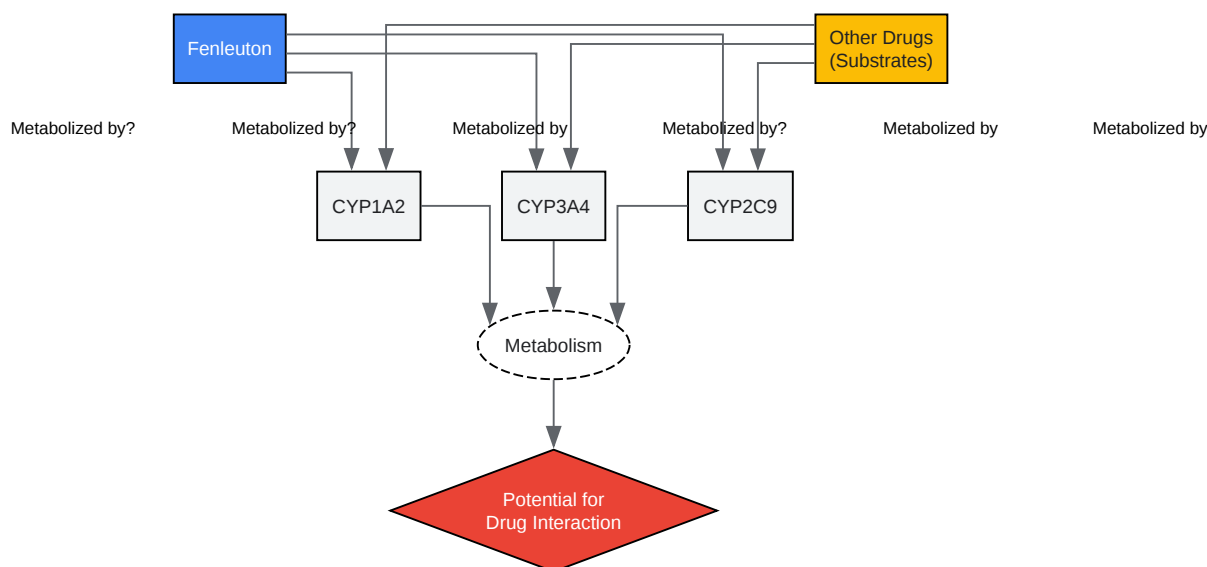 Fenleuton
Other Drugs
(Substrates)
Metabolized by?
Metabolized by?
Metabolized by
Metabolized by?
Metabolized by
Metabolized by
CYP1A2
CYP3A4
CYP2C9
Metabolism
Potential for
Drug Interaction